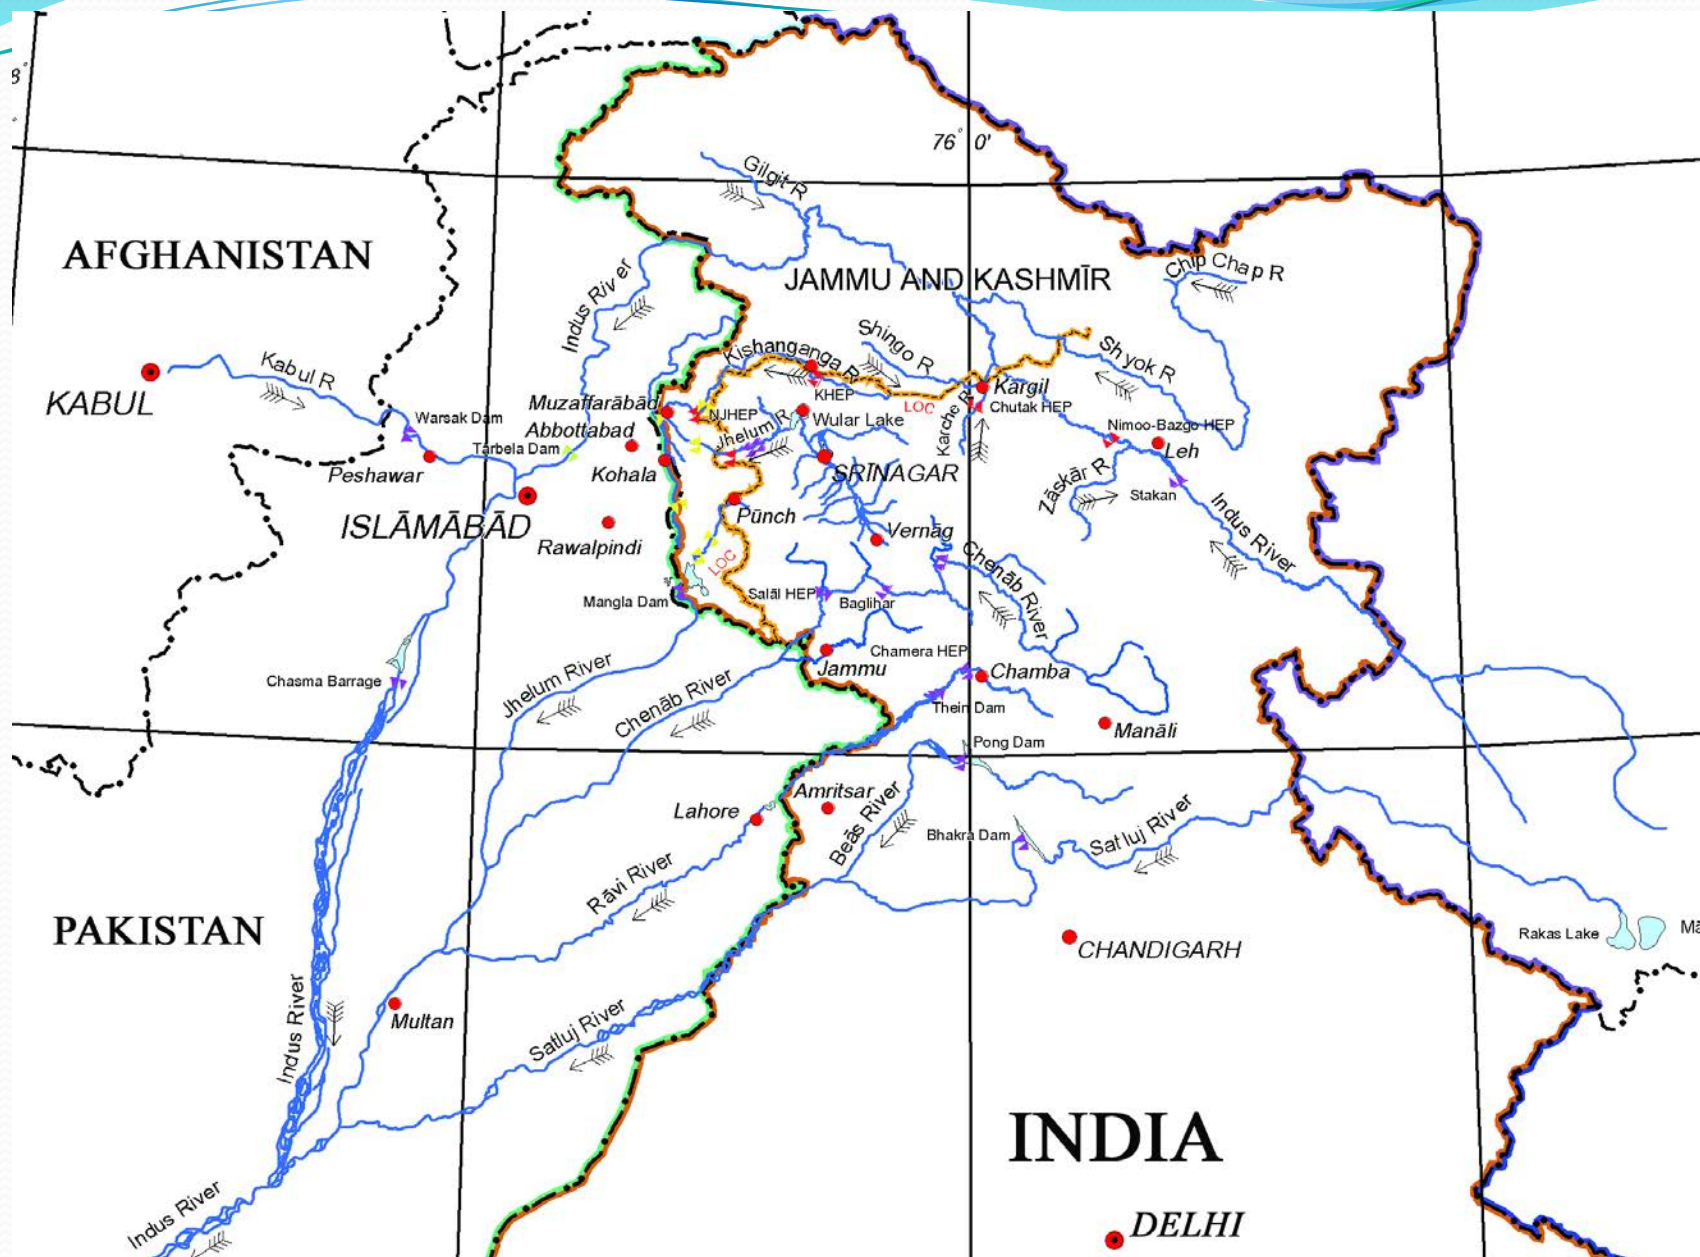 8°
76° 0'
Gilgit R
AFGHANISTAN
JAMMU AND KASHMĪR
Chip Chap R
Indus River
Shingo R
Shyok R
Kabul R
Kishanganga R
KABUL
Kargil
KHEP
LOC
Chutak HEP
Muzaffarābād
NJHEP
Wular Lake
Karche R
Warsak Dam
Abbottabad
Jhelum R
Nimoo-Bazgo HEP
Tarbela Dam
Leh
Peshawar
Kohala
SRĪNAGAR
Zāskār R
Stakan
Indus River
ISLĀMĀBĀD
Pūnch
Rawalpindi
Vernāg
LOC
Chenāb River
Mangla Dam
Salāl HEP
Baglihar
Chamera HEP
Jammu
Chamba
Chasma Barrage
Jhelum River
Chenāb River
Thein Dam
Manāli
Pong Dam
Amritsar
Lahore
Beās River
Bhakra Dam
Satluj River
Rāvi River
PAKISTAN
Rakas Lake
Mā
CHANDIGARH
Indus River
Multan
Satluj River
INDIA
Indus River
DELHI